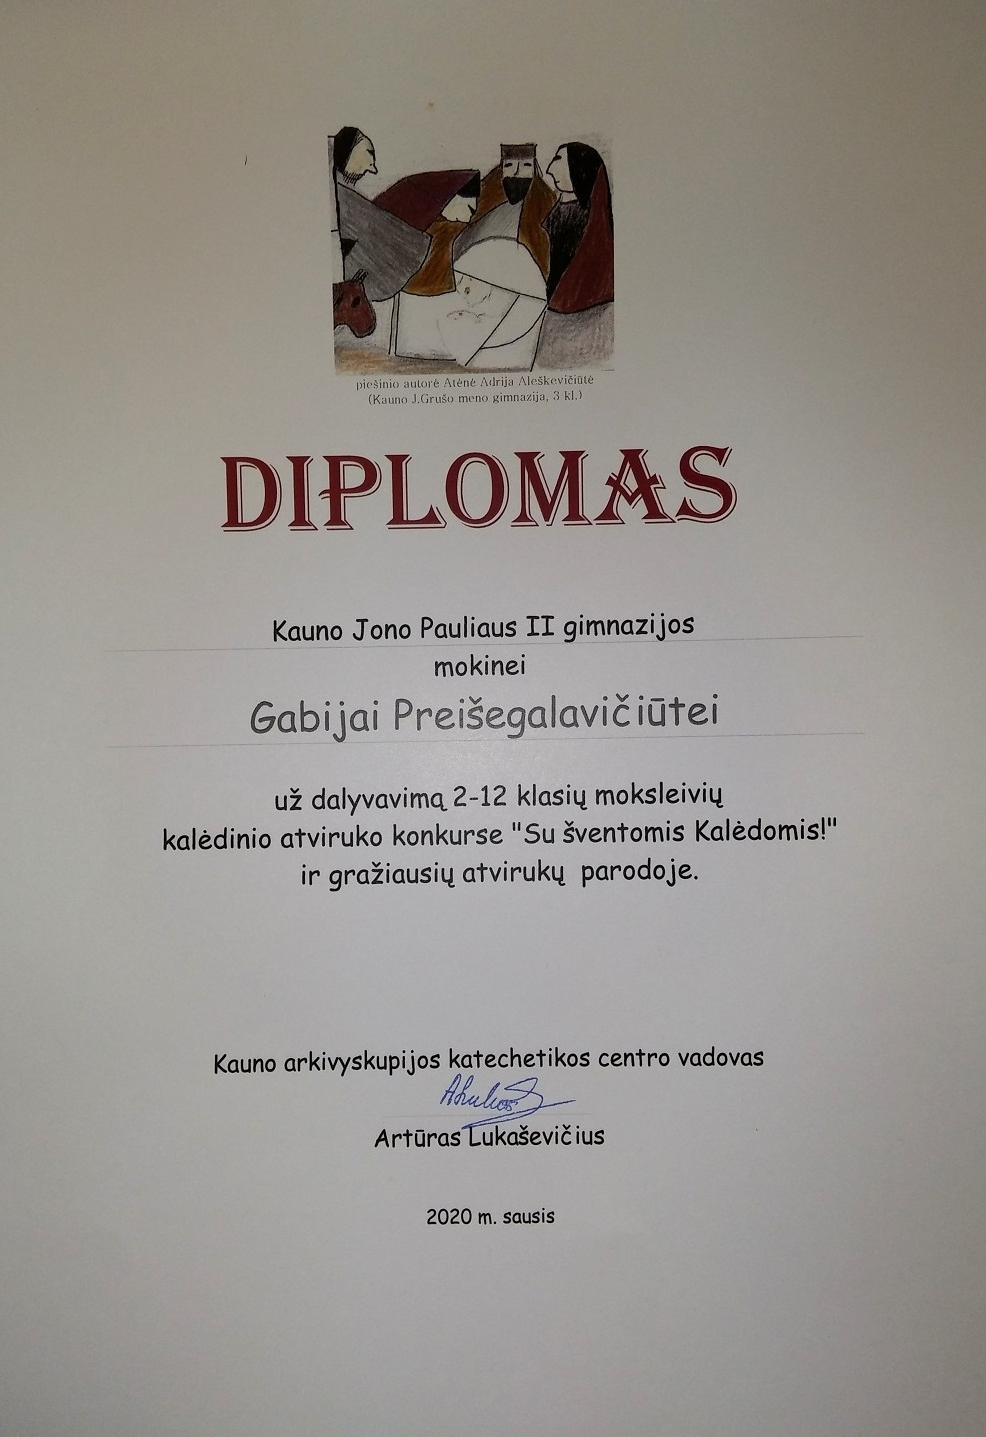 piešinio autorė Atėnė Adrija Aleškevičiūtė
(Kauno J.Grušo meno gimnazija, 3 kl.)
DIPLOMAS
Kauno Jono Pauliaus II gimnazijos
mokinei
Gabijai Preišegalavičiūtei
už dalyvavimą 2-12 klasių moksleivių
kalėdinio atviruko konkurse "Su šventomis Kalėdomis!"
ir gražiausių atvirukų parodoje.
Kauno arkivyskupijos katechetikos centro vadovas
Artūras Lukaševičius
2020 m. sausis